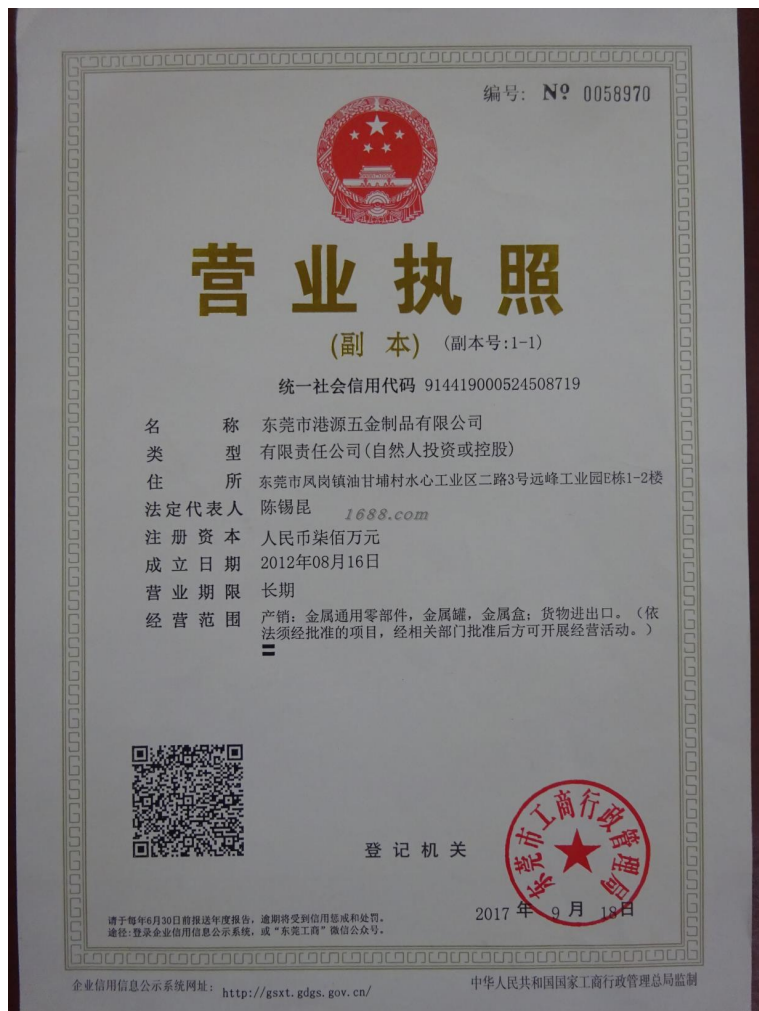 编号: № 0058970
营业执照
(副 本) (副本号:1-1)
统一社会信用代码 914419000524508719
名 称 东莞市港源五金制品有限公司
类 型 有限责任公司(自然人投资或控股)
住 所 东莞市凤岗镇油甘埔村水心工业区二路3号远峰工业园E栋1-2楼
法定代表人 陈锡昆
1688.com
注册资本 人民币柒佰万元
成立日期 2012年08月16日
营业期限 长期
经营范围 产销：金属通用零部件，金属罐，金属盒；货物进出口。（依
法须经批准的项目，经相关部门批准后方可开展经营活动。）
登记机关
东莞市工商行政管理局
2017 年 9 月 18日
请于每年6月30日前报送年度报告，逾期将受到信用惩戒和处罚。
途径:登录企业信用信息公示系统，或“东莞工商”微信公众号。
企业信用信息公示系统网址: http://gsxt.gdgs.gov.cn/
中华人民共和国国家工商行政管理总局监制